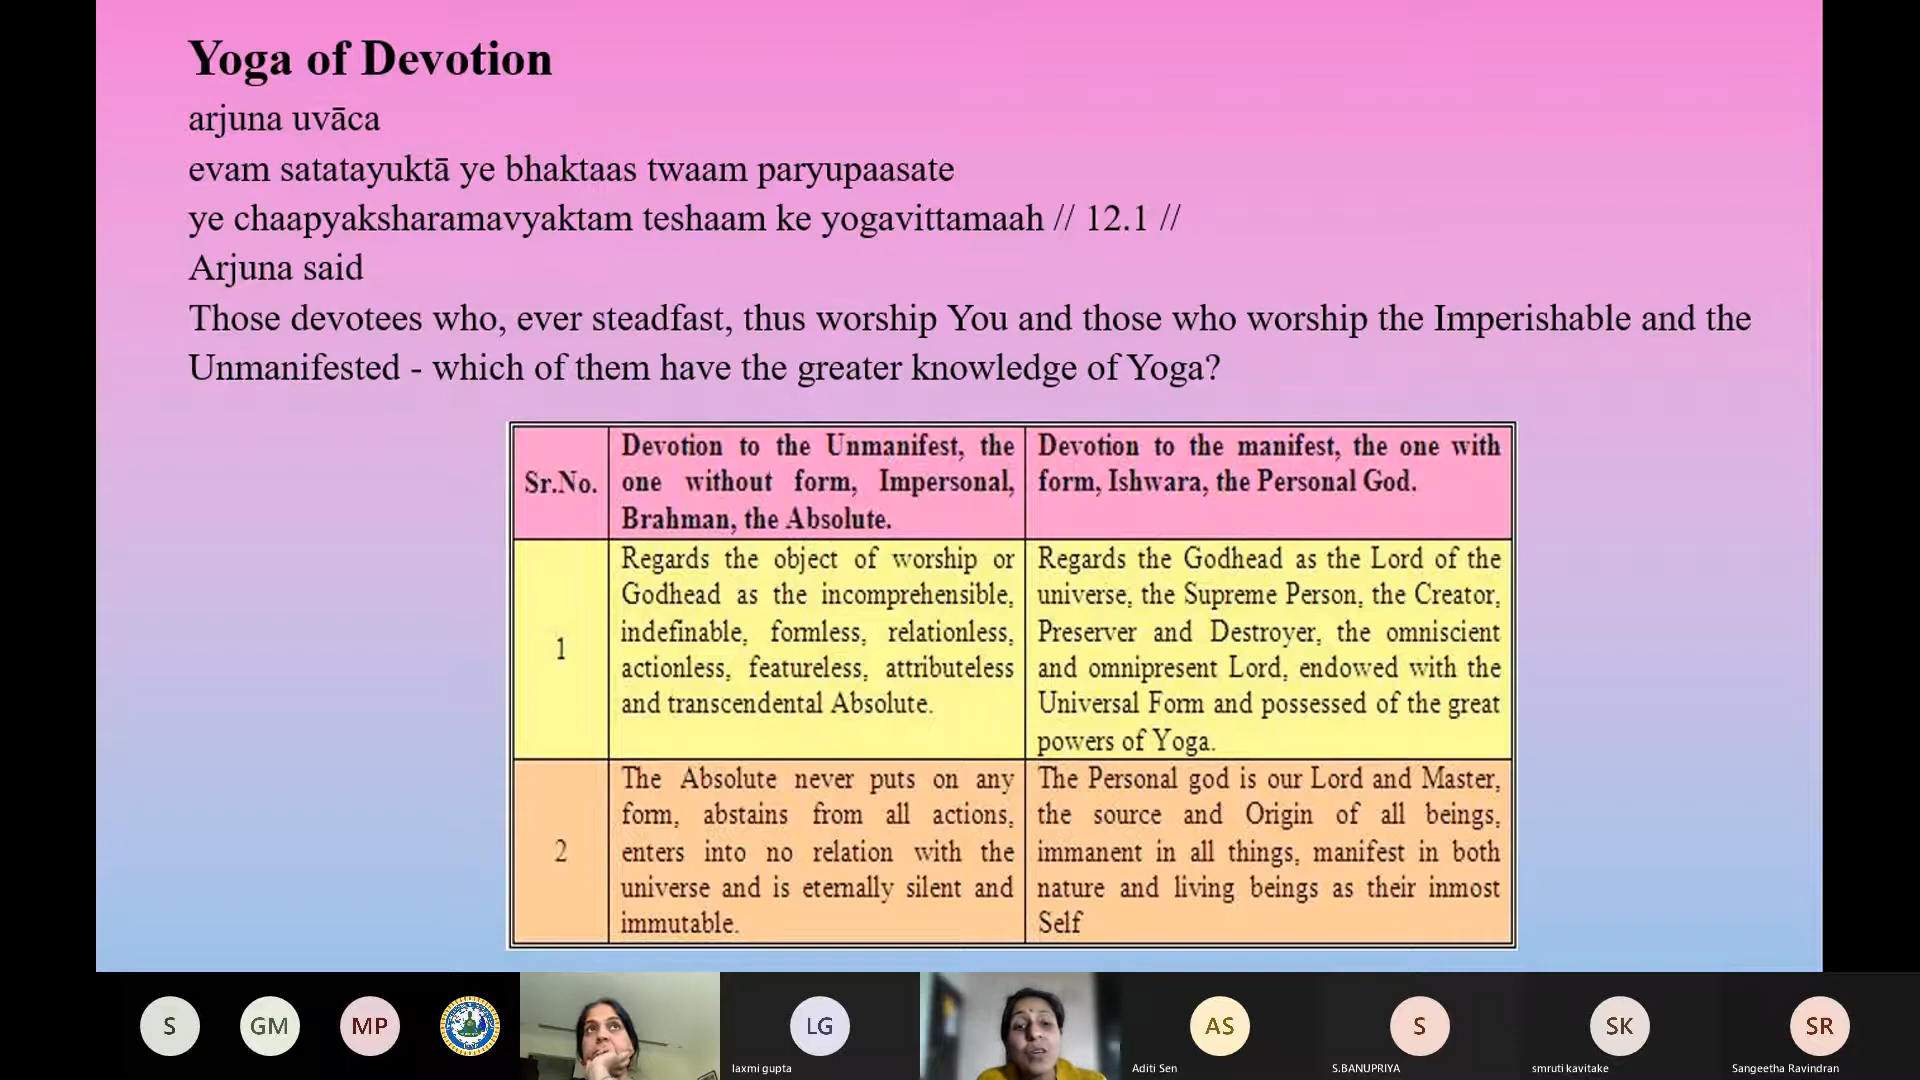 Yoga of Devotion
arjuna uvāca
evam satatayuktā ye bhaktaas twaam paryupaasate
ye chaapyaksharamavyaktam teshaam ke yogavittamaah // 12.1 //
Arjuna said
Those devotees who, ever steadfast, thus worship You and those who worship the Imperishable and the
Unmanifested - which of them have the greater knowledge of Yoga?
Sr.No.
Devotion to the Unmanifest, the
one without form, Impersonal,
Brahman, the Absolute.
Devotion to the manifest, the one with
form, Ishwara, the Personal God.
1
Regards the object of worship or
Godhead as the incomprehensible,
indefinable, formless, relationless,
actionless, featureless, attributeless
and transcendental Absolute.
Regards the Godhead as the Lord of the
universe, the Supreme Person, the Creator,
Preserver and Destroyer, the omniscient
and omnipresent Lord, endowed with the
Universal Form and possessed of the great
powers of Yoga.
2
The Absolute never puts on any
form, abstains from all actions,
enters into no relation with the
universe and is eternally silent and
immutable.
The Personal god is our Lord and Master,
the source and Origin of all beings,
immanent in all things, manifest in both
nature and living beings as their inmost
Self
S
GM
MP
LG
laxmi gupta
AS
Aditi Sen
S
S.BANUPRIYA
SK
smruti kavitake
SR
Sangeetha Ravindran